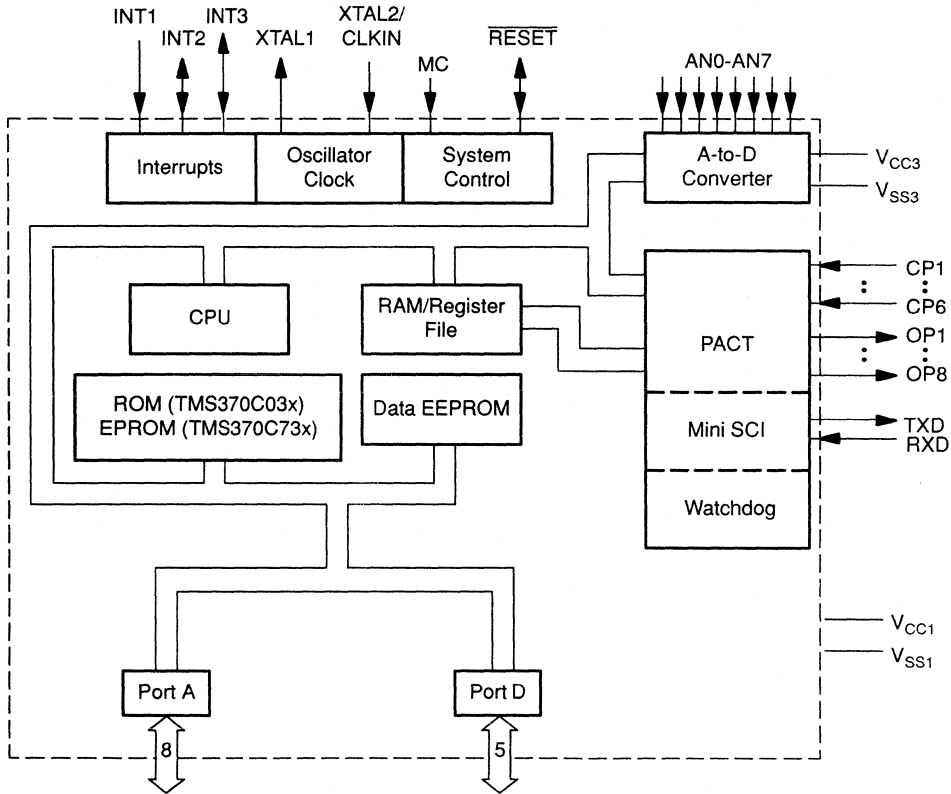 INT1
INT2
INT3
XTAL1
XTAL2/
CLKIN
MC
RESET
AN0-AN7
Interrupts
Oscillator
Clock
System
Control
A-to-D
Converter
VCC3
VSS3
CPU
RAM/Register
File
PACT
CP1
CP6
OP1
OP8
ROM (TMS370C03x)
EPROM (TMS370C73x)
Data EEPROM
Mini SCI
TXD
RXD
Watchdog
VCC1
VSS1
Port A
Port D
8
5